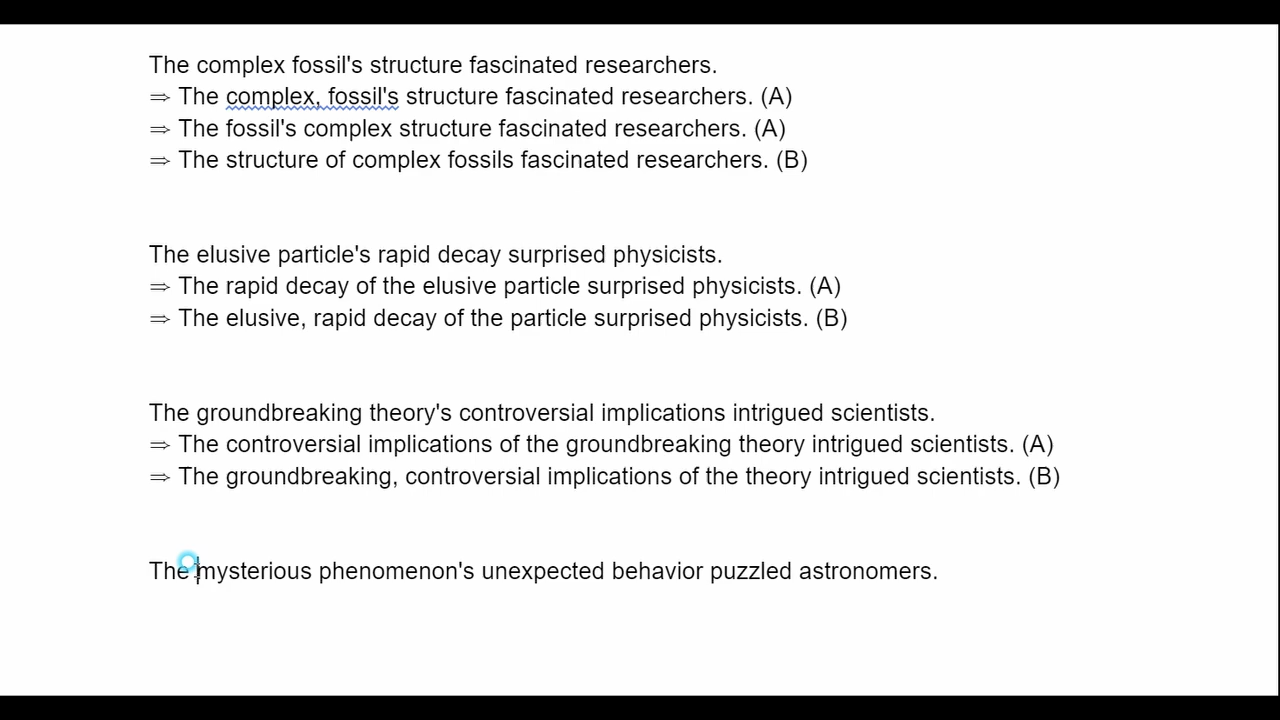 The complex fossil's structure fascinated researchers.
⇒ The complex, fossil's structure fascinated researchers. (A)
⇒ The fossil's complex structure fascinated researchers. (A)
⇒ The structure of complex fossils fascinated researchers. (B)
The elusive particle's rapid decay surprised physicists.
⇒ The rapid decay of the elusive particle surprised physicists. (A)
⇒ The elusive, rapid decay of the particle surprised physicists. (B)
The groundbreaking theory's controversial implications intrigued scientists.
⇒ The controversial implications of the groundbreaking theory intrigued scientists. (A)
⇒ The groundbreaking, controversial implications of the theory intrigued scientists. (B)
The mysterious phenomenon's unexpected behavior puzzled astronomers.